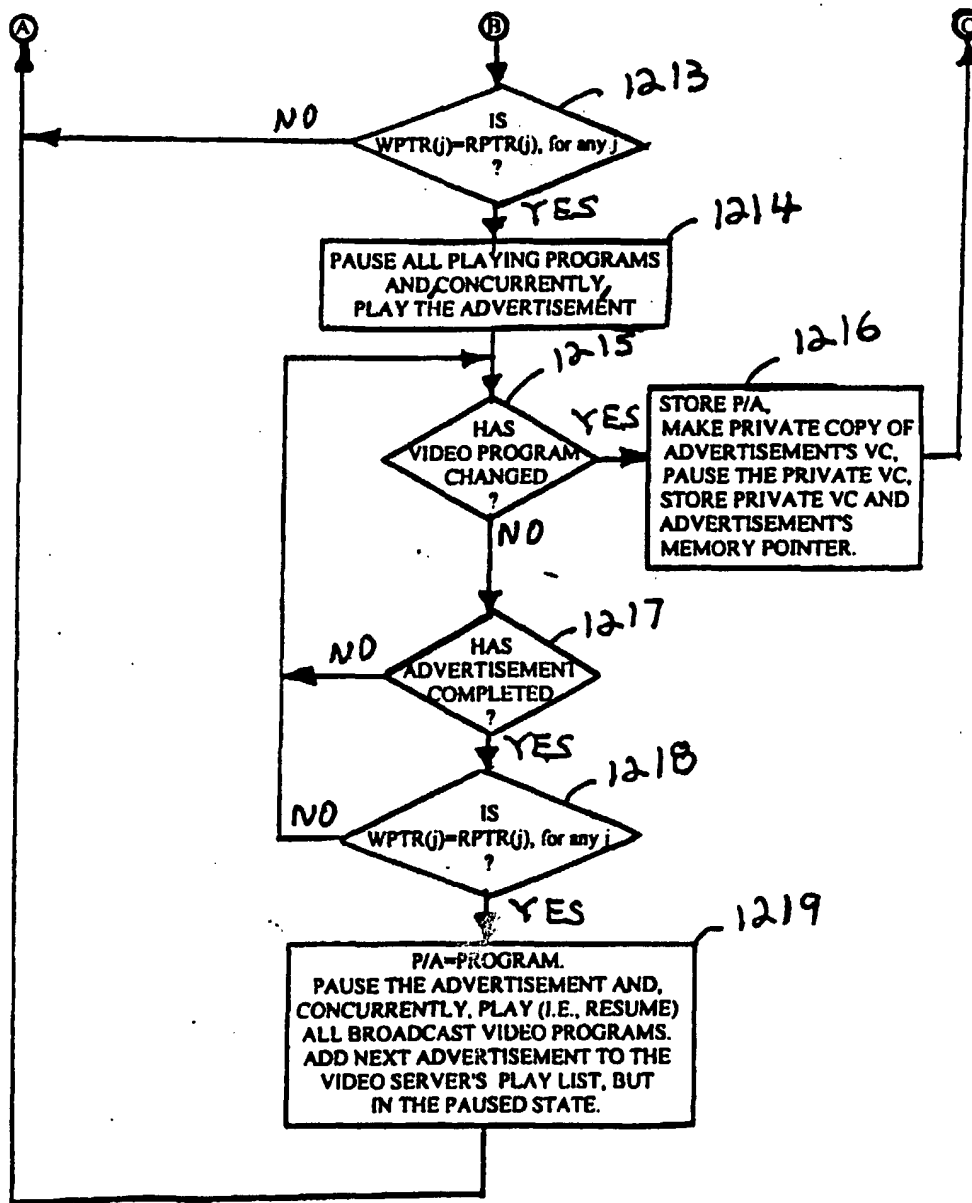 A
B
C
1213
NO
IS
WPTR(j)=RPTR(j), for any j
?
YES
1214
PAUSE ALL PLAYING PROGRAMS
AND, CONCURRENTLY,
PLAY THE ADVERTISEMENT
1215
HAS
VIDEO PROGRAM
CHANGED
?
YES
1216
STORE P/A,
MAKE PRIVATE COPY OF
ADVERTISEMENT'S VC,
PAUSE THE PRIVATE VC,
STORE PRIVATE VC AND
ADVERTISEMENT'S
MEMORY POINTER.
NO
1217
NO
HAS
ADVERTISEMENT
COMPLETED
?
YES
1218
NO
IS
WPTR(j)=RPTR(j), for any j
?
YES
1219
P/A=PROGRAM.
PAUSE THE ADVERTISEMENT AND,
CONCURRENTLY, PLAY (I.E., RESUME)
ALL BROADCAST VIDEO PROGRAMS.
ADD NEXT ADVERTISEMENT TO THE
VIDEO SERVER'S PLAY LIST, BUT
IN THE PAUSED STATE.